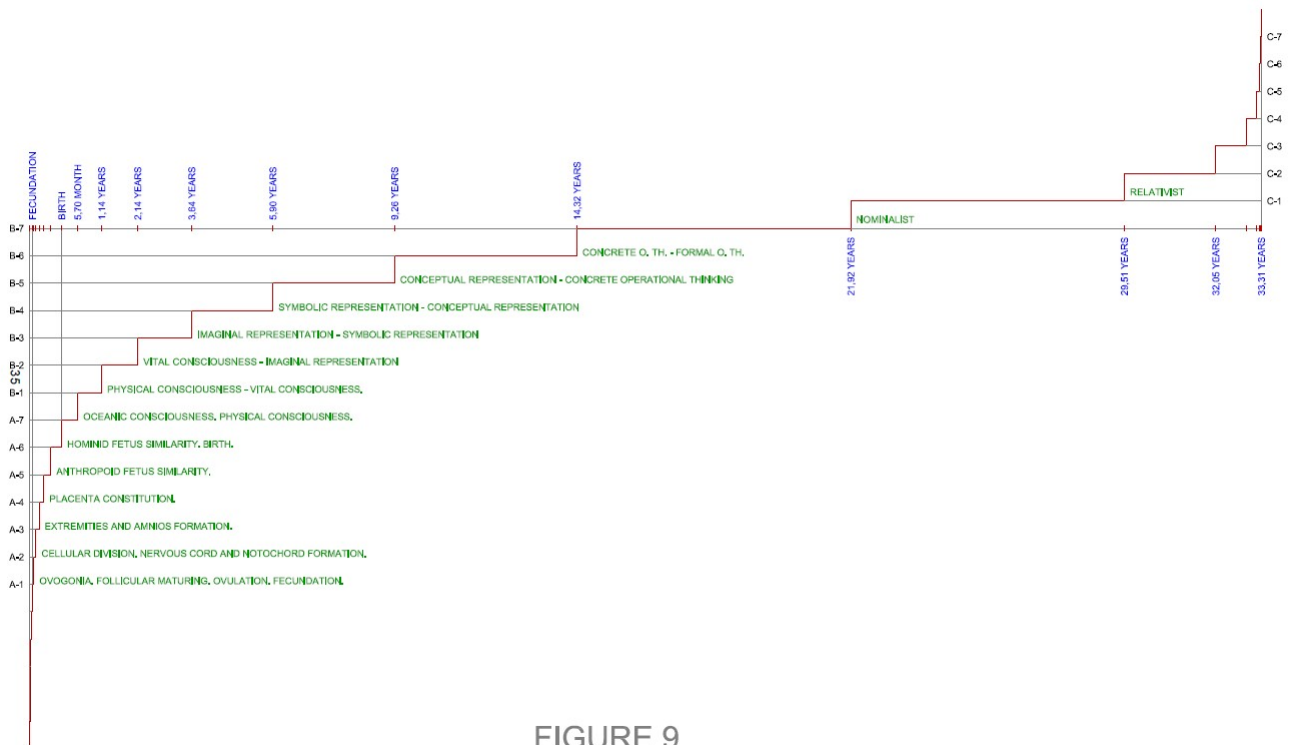 C-7
C-6
C-5
C-4
C-3
C-2
C-1
FECUNDATION
BIRTH
5,70 MONTH
1,14 YEARS
2,14 YEARS
3,64 YEARS
5,90 YEARS
9,26 YEARS
14,32 YEARS
RELATIVIST
NOMINALIST
21,92 YEARS
29,51 YEARS
32,05 YEARS
33,31 YEARS
B-7
B-6
CONCRETE O. TH. - FORMAL O. TH.
B-5
CONCEPTUAL REPRESENTATION - CONCRETE OPERATIONAL THINKING
B-4
SYMBOLIC REPRESENTATION - CONCEPTUAL REPRESENTATION
B-3
IMAGINAL REPRESENTATION - SYMBOLIC REPRESENTATION
B-2
VITAL CONSCIOUSNESS - IMAGINAL REPRESENTATION
35
B-1
PHYSICAL CONSCIOUSNESS - VITAL CONSCIOUSNESS.
A-7
OCEANIC CONSCIOUSNESS. PHYSICAL CONSCIOUSNESS.
A-6
HOMINID FETUS SIMILARITY. BIRTH.
A-5
ANTHROPOID FETUS SIMILARITY.
A-4
PLACENTA CONSTITUTION.
A-3
EXTREMITIES AND AMNIOS FORMATION.
A-2
CELLULAR DIVISION. NERVOUS CORD AND NOTOCHORD FORMATION.
A-1
OVOGONIA. FOLLICULAR MATURING. OVULATION. FECUNDATION.
FIGURE 9